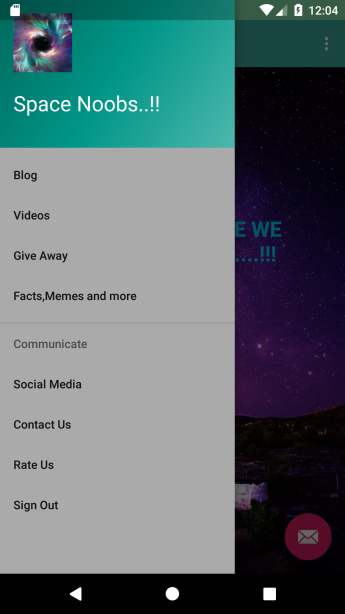 12:04
Space Noobs..!!
Blog
Videos
E WE
Give Away
....!!!
Facts,Memes and more
Communicate
Social Media
Contact Us
Rate Us
Sign Out